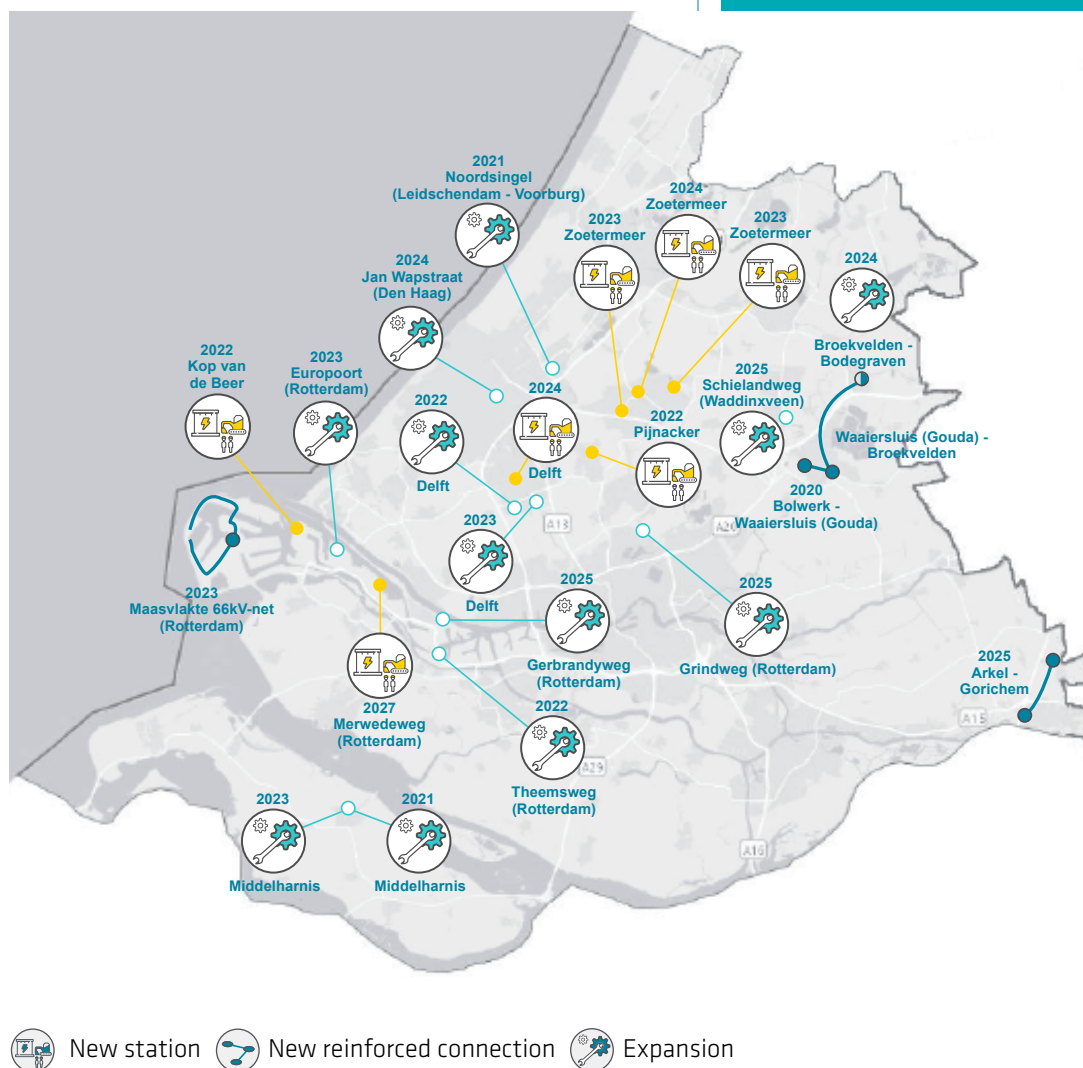 2021
Noordsingel
(Leidschendam - Voorburg)
2024
Zoetermeer
2023
Zoetermeer
2023
Zoetermeer
2024
Jan Wapstraat
(Den Haag)
2024
Broekvelden -
Bodegraven
2022
Kop van
de Beer
2023
Europoort
(Rotterdam)
2022
Delft
2024
Delft
2022
Pijnacker
2025
Schielandweg
(Waddinxveen)
Waaiersluis (Gouda) -
Broekvelden
2020
Bolwerk -
Waaiersluis (Gouda)
A13
A20
2023
Maasvlakte 66kV-net
(Rotterdam)
2023
Delft
2025
Gerbrandyweg
(Rotterdam)
2025
Grindweg (Rotterdam)
2025
Arkel -
Gorichem
A15
2027
Merwedeweg
(Rotterdam)
2022
Theemsweg
(Rotterdam)
A29
2023
Middelharnis
2021
Middelharnis
A16
New station
New reinforced connection
Expansion